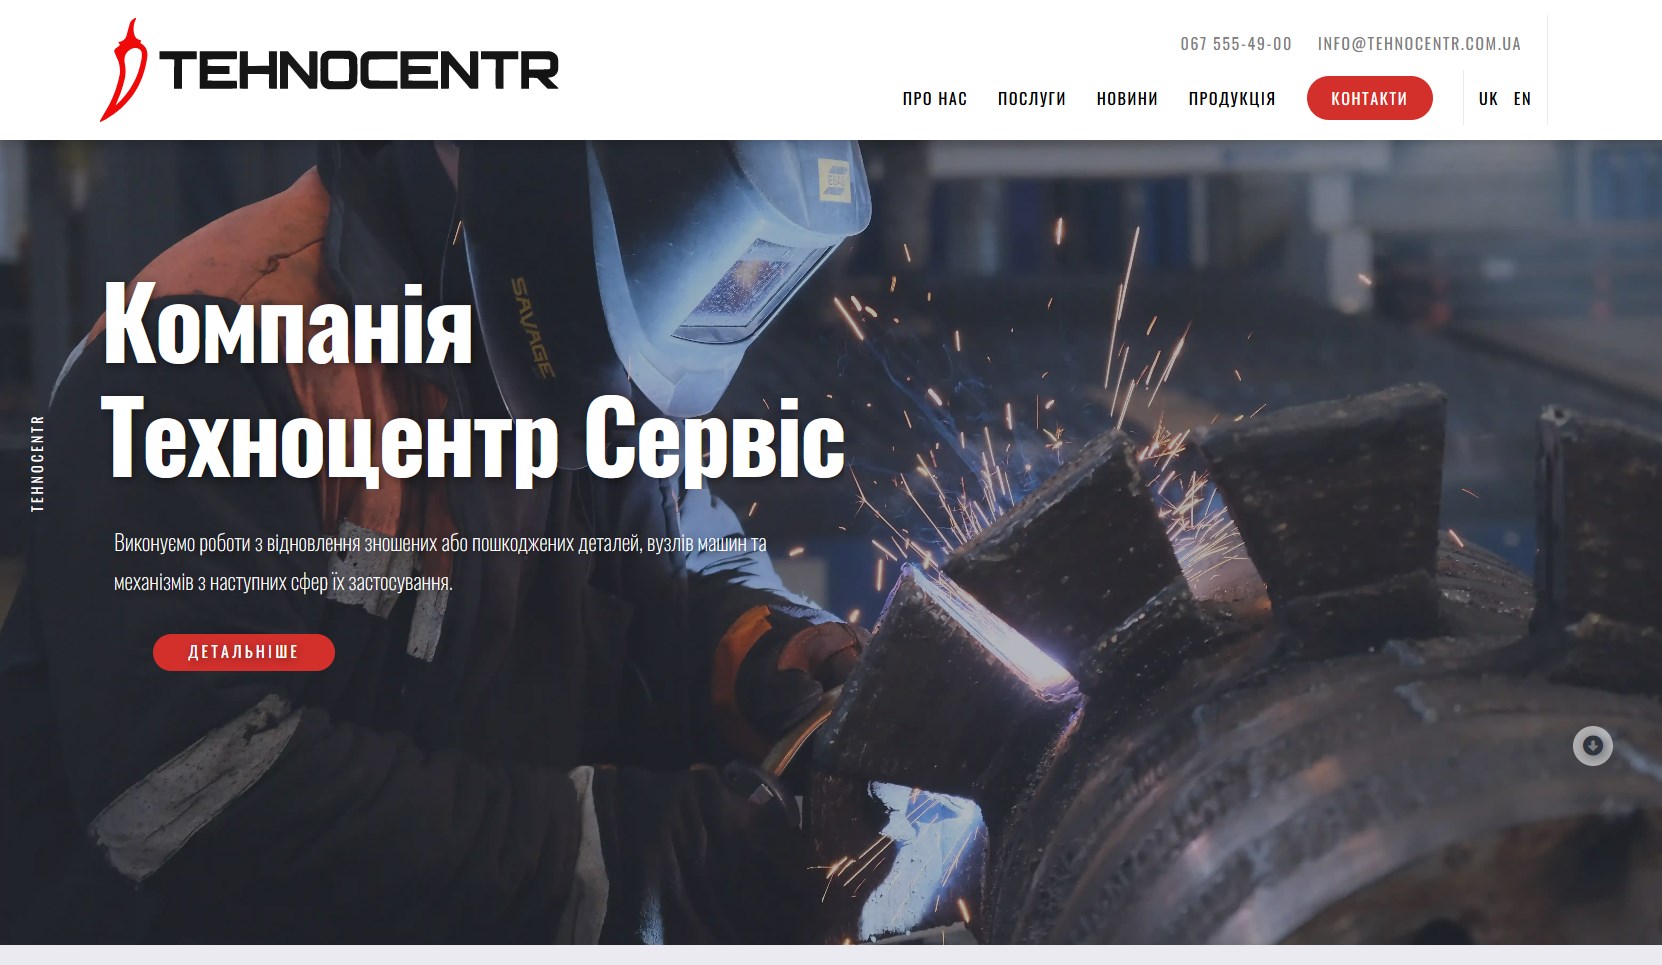 TEHNOCENTR
067 555-49-00 INFO@TEHNOCENTR.COM.UA
ПРО НАС ПОСЛУГИ НОВИНИ ПРОДУКЦІЯ КОНТАКТИ UK EN
SAVAGE
Компанія
Техноцентр Сервіс
TEHNOCENTR
Виконуємо роботи з відновлення зношених або пошкоджених деталей, вузлів машин та
механізмів з наступних сфер їх застосування.
ДЕТАЛЬНІШЕ